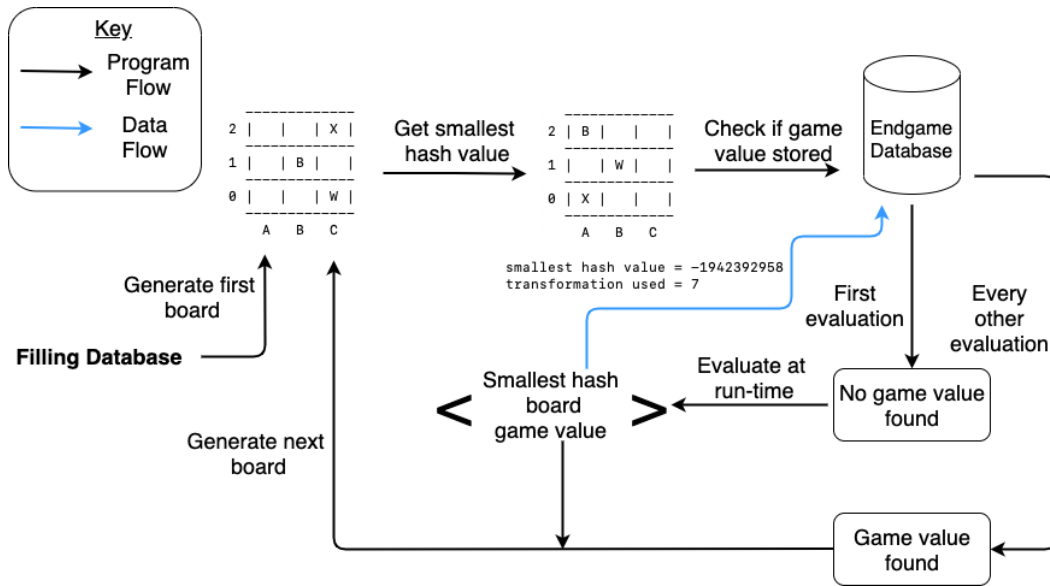 Key
Program
Flow
Data
Flow
--------------
2 |   |   | X |
--------------
1 |   | B |   |
--------------
0 |   |   | W |
--------------
A   B   C
Get smallest
hash value
--------------
2 | B |   |   |
--------------
1 |   | W |   |
--------------
0 | X |   |   |
--------------
A   B   C
smallest hash value = -1942392958
transformation used = 7
Check if game
value stored
Endgame
Database
Generate first
board
Filling Database
First
evaluation
Every
other
evaluation
No game value
found
Evaluate at
run-time
< Smallest hash
board
game value >
Generate next
board
Game value
found